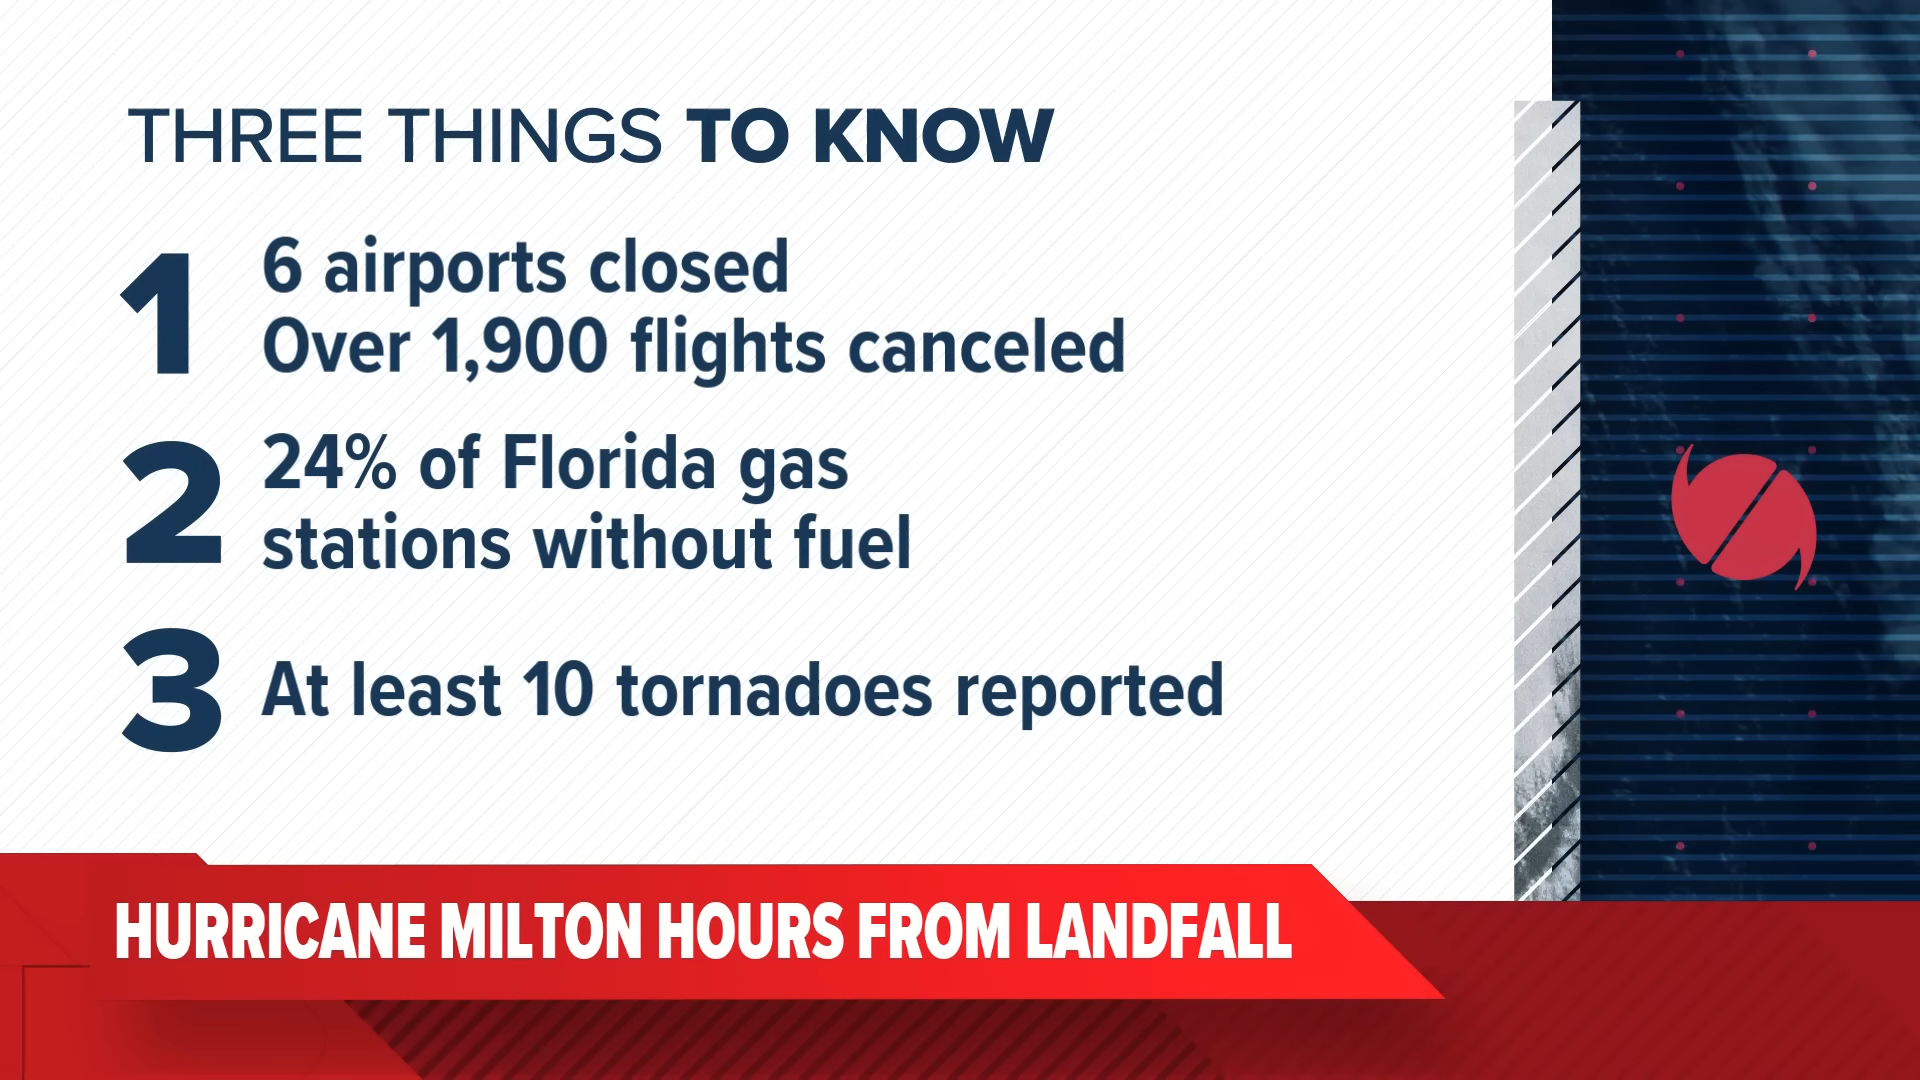 THREE THINGS TO KNOW
1
6 airports closed
Over 1,900 flights canceled
2
24% of Florida gas
stations without fuel
3
At least 10 tornadoes reported
HURRICANE MILTON HOURS FROM LANDFALL